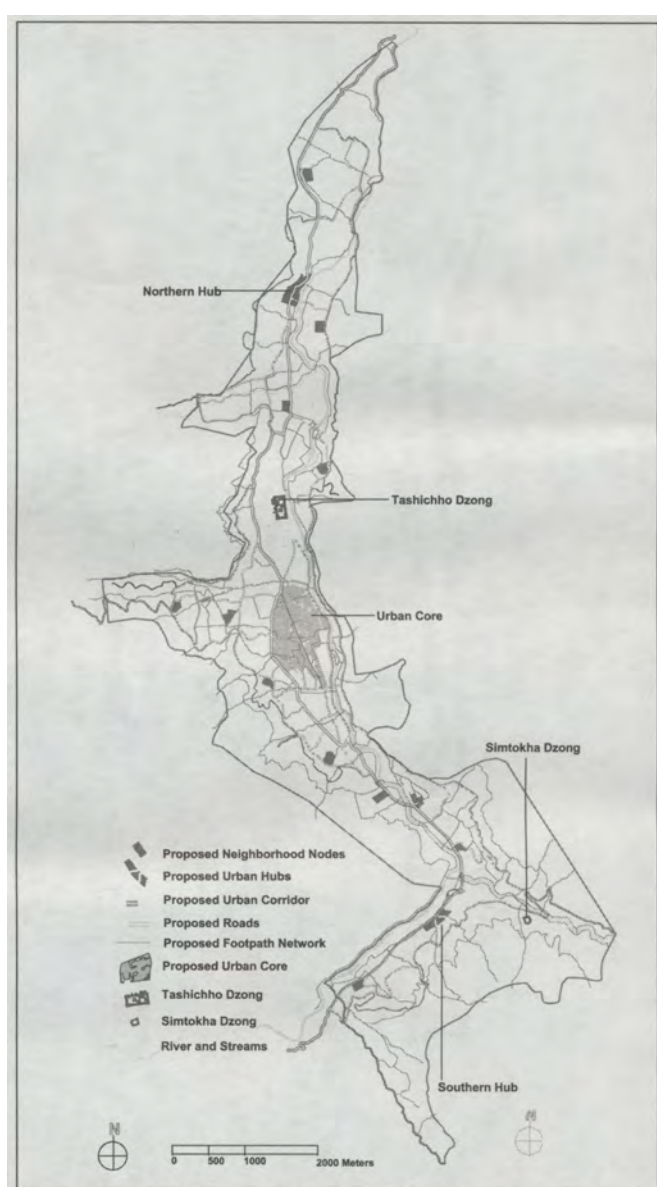 Northern Hub
Tashichho Dzong
Urban Core
Simtokha Dzong
Proposed Neighborhood Nodes
Proposed Urban Hubs
Proposed Urban Corridor
Proposed Roads
Proposed Footpath Network
Proposed Urban Core
Tashichho Dzong
Simtokha Dzong
River and Streams
Southern Hub
N
N
0 500 1000 2000 Meters